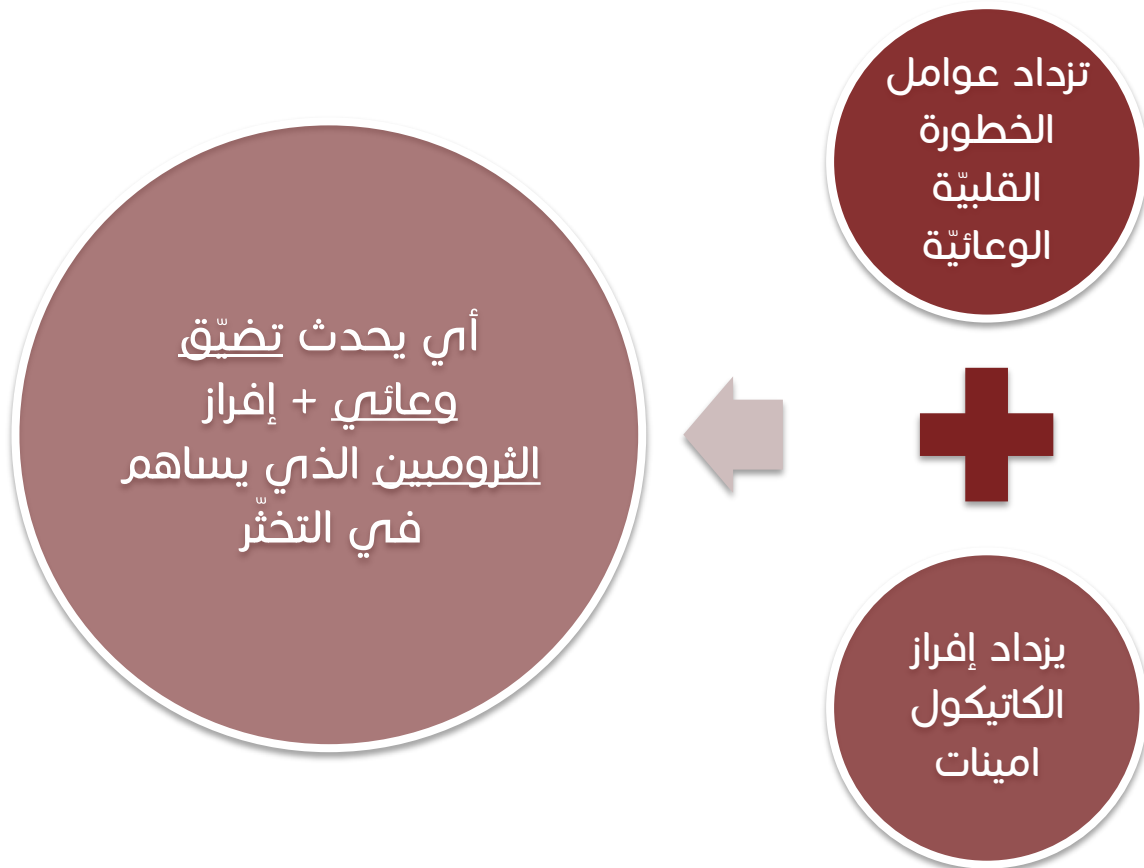 تزداد عوامل
الخطورة
القلبيّة
الوعائيّة
يزداد إفراز
الكاتيكول
امينات
أي يحدث تضيّق
وعائي + إفراز
الثرومبين الذي يساهم
في التخثّر